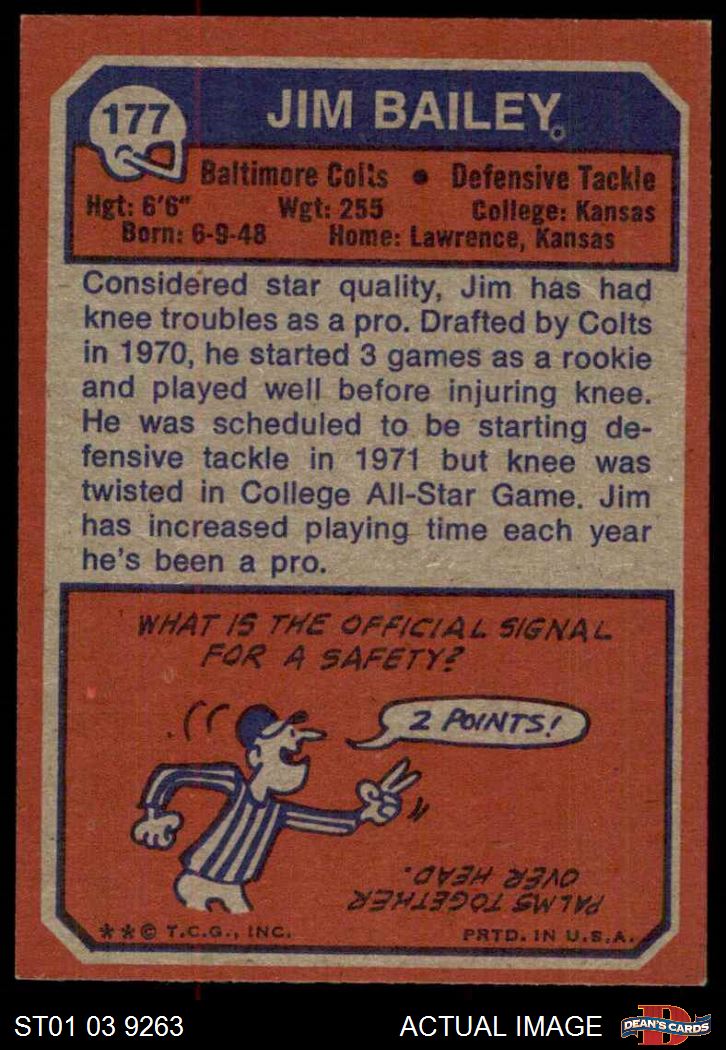 177
JIM BAILEY
Baltimore Colts • Defensive Tackle
Hgt: 6'6" Wgt: 255 College: Kansas
Born: 6-9-48 Home: Lawrence, Kansas
Considered star quality, Jim has had
knee troubles as a pro. Drafted by Colts
in 1970, he started 3 games as a rookie
and played well before injuring knee.
He was scheduled to be starting de-
fensive tackle in 1971 but knee was
twisted in College All-Star Game. Jim
has increased playing time each year
he's been a pro.
WHAT IS THE OFFICIAL SIGNAL
FOR A SAFETY?
2 POINTS!
PALMS TOGETHER
OVER HEAD.
**© T.C.G., INC. PRTD. IN U.S.A.
ST01 03 9263 ACTUAL IMAGE
D
DEAN'S CARDS